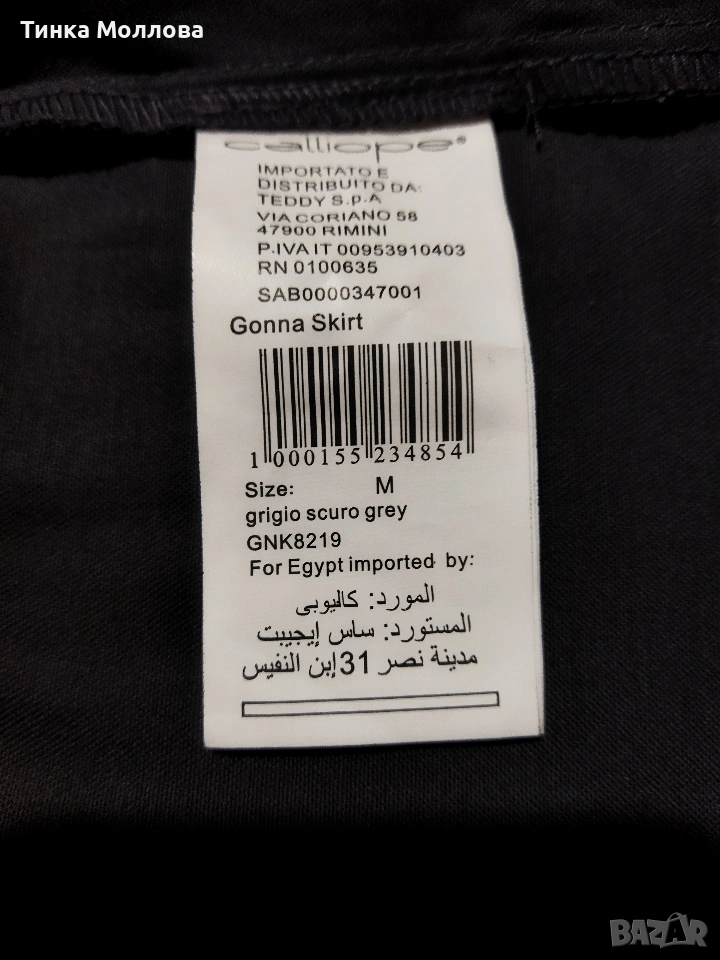 Тинка Моллова
calliope®
IMPORTATO E
DISTRIBUITO DA:
TEDDY S.p.A
VIA CORIANO 58
47900 RIMINI
P.IVA IT 00953910403
RN 0100635
SAB0000347001
Gonna Skirt
1 000155 234854
Size: M
grigio scuro grey
GNK8219
For Egypt imported by:
المورد: كاليوبى
المستورد: ساس إيجيبت
مدينة نصر 31 إبن النفيس
BAZAR